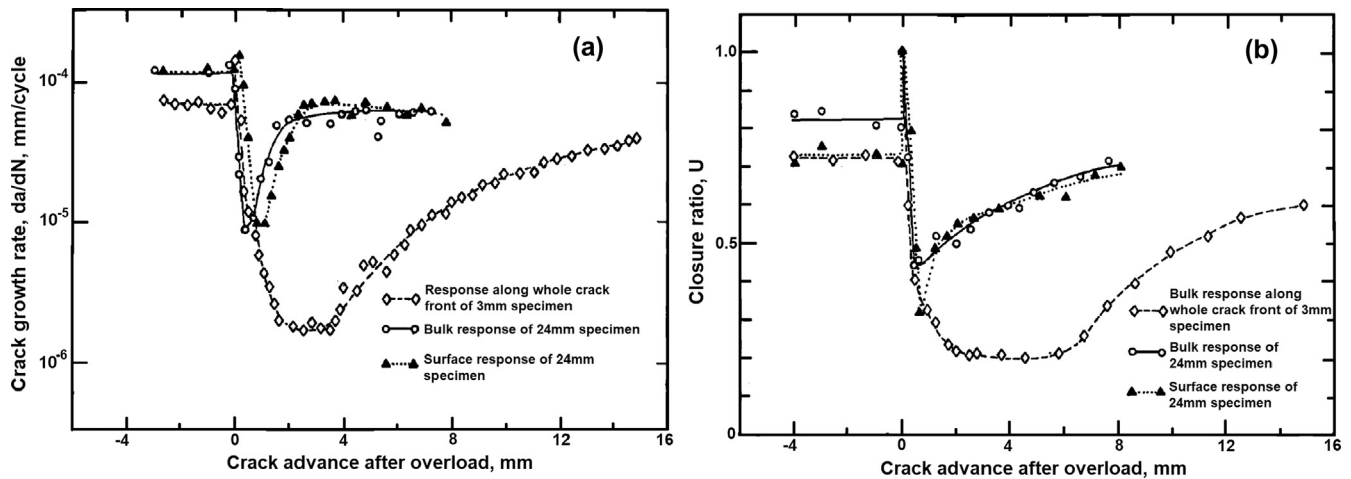 (a)
Crack growth rate, da/dN, mm/cycle
10-4
10-5
10-6
Response along whole crack
front of 3mm specimen
Bulk response of 24mm specimen
Surface response of 24mm
specimen
-4 0 4 8 12 16
Crack advance after overload, mm
(b)
Closure ratio, U
1.0
0.5
0
Bulk response along
whole crack front of 3mm
specimen
Bulk response of
24mm specimen
Surface response of
24mm specimen
-4 0 4 8 12 16
Crack advance after overload, mm